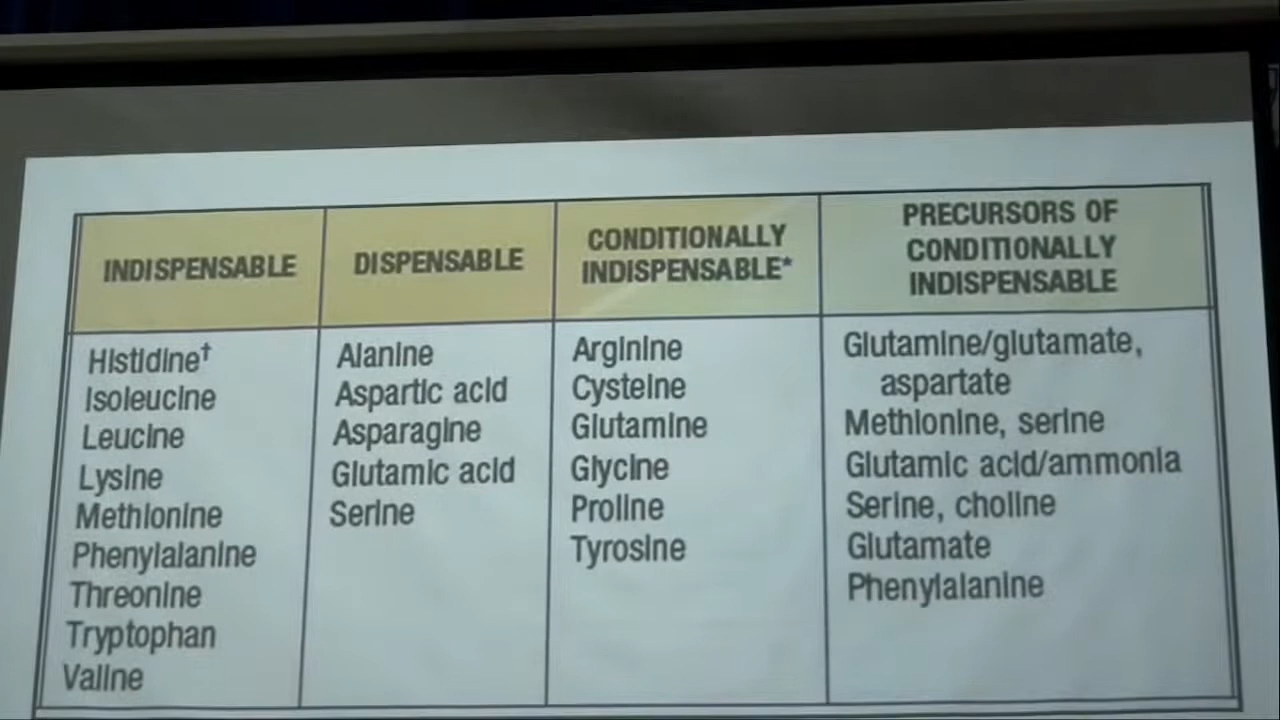 INDISPENSABLE
DISPENSABLE
CONDITIONALLY
INDISPENSABLE*
PRECURSORS OF
CONDITIONALLY
INDISPENSABLE
Histidine†
Isoleucine
Leucine
Lysine
Methionine
Phenylalanine
Threonine
Tryptophan
Valine
Alanine
Aspartic acid
Asparagine
Glutamic acid
Serine
Arginine
Cysteine
Glutamine
Glycine
Proline
Tyrosine
Glutamine/glutamate,
aspartate
Methionine, serine
Glutamic acid/ammonia
Serine, choline
Glutamate
Phenylalanine